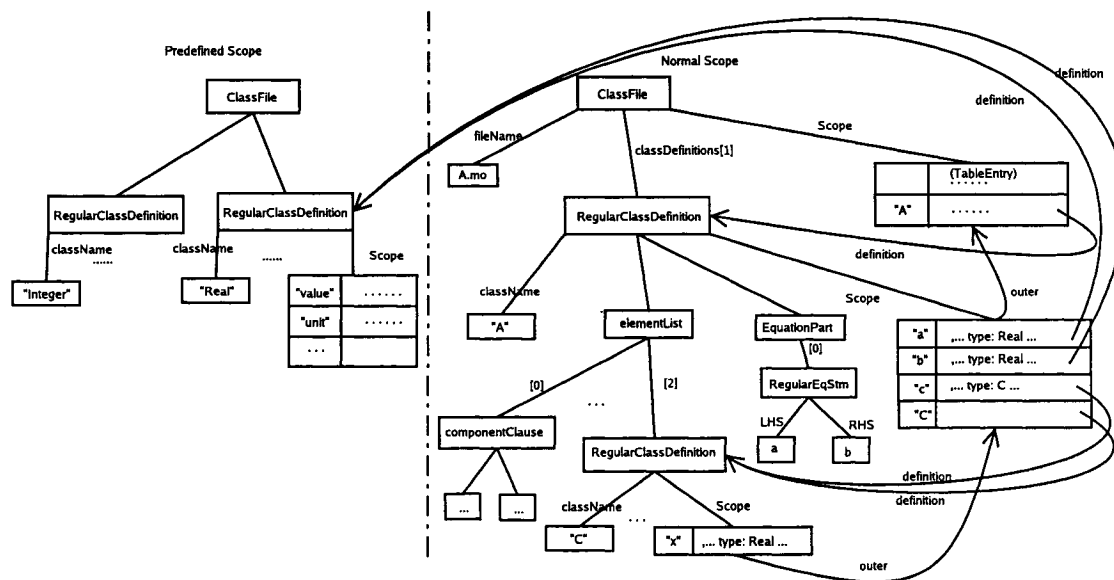 Predefined Scope
ClassFile
RegularClassDefinition
RegularClassDefinition
className
......
"Integer"
className
......
"Real"
Scope
"value" ......
"unit" ......
...
Normal Scope
ClassFile
fileName
A.mo
classDefinitions[1]
Scope
definition
definition
(TableEntry)
......
"A" ......
RegularClassDefinition
definition
className
"A"
elementList
EquationPart
Scope
outer
[0]
RegularEqStm
LHS
RHS
a
b
"a" ,... type: Real ...
"b" ,... type: Real ...
"c" ,... type: C ...
"C"
[0]
...
[2]
componentClause
...
...
RegularClassDefinition
definition
definition
className
...
Scope
"C"
"x" ,... type: Real ...
outer